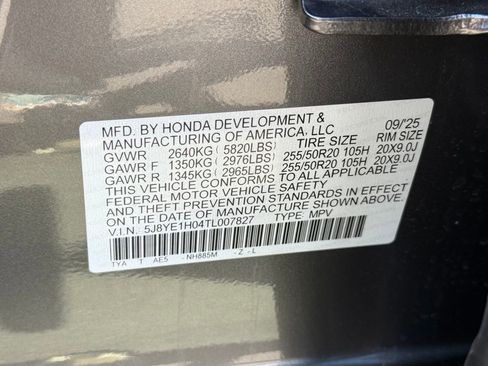 MFD. BY HONDA DEVELOPMENT & 09/'25
MANUFACTURING OF AMERICA, LLC
TIRE SIZE RIM SIZE
GVWR 2640KG (5820LBS)
GAWR F 1350KG (2976LBS) 255/50R20 105H 20X9.0J
GAWR R 1345KG (2965LBS) 255/50R20 105H 20X9.0J
THIS VEHICLE CONFORMS TO ALL APPLICABLE
FEDERAL MOTOR VEHICLE SAFETY, BUMPER,
AND THEFT PREVENTION STANDARDS IN EFFECT
ON THE DATE OF MANUFACTURE SHOWN ABOVE.
V.I.N. 5J8YE1H04TL007827 TYPE MPV
TYA T AE5 -NH885M -Z -L